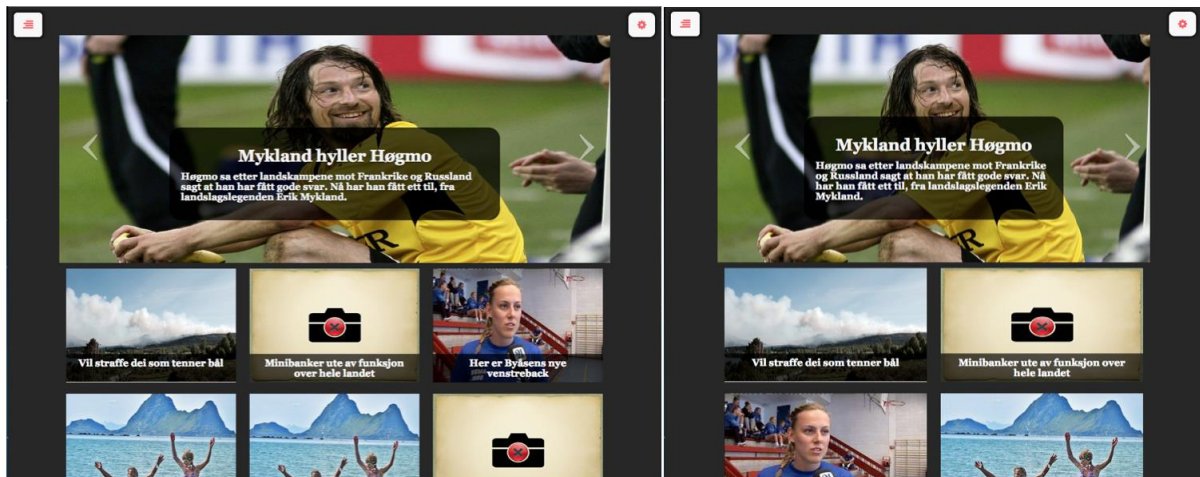 Mykland hyller Høgmo
Høgmo sa etter landskampene mot Frankrike og Russland
sagt at han har fått gode svar. Nå har han fått ett til, fra
landslagslegenden Erik Mykland.
Vil straffe dei som tenner bål
Minibanker ute av funksjon
over hele landet
Her er Byåsens nye
venstreback
Mykland hyller Høgmo
Høgmo sa etter landskampene mot Frankrike
og Russland sagt at han har fått gode svar. Nå
har han fått ett til, fra landslagslegenden Erik
Mykland.
Vil straffe dei som tenner bål
Minibanker ute av funksjon over
hele landet